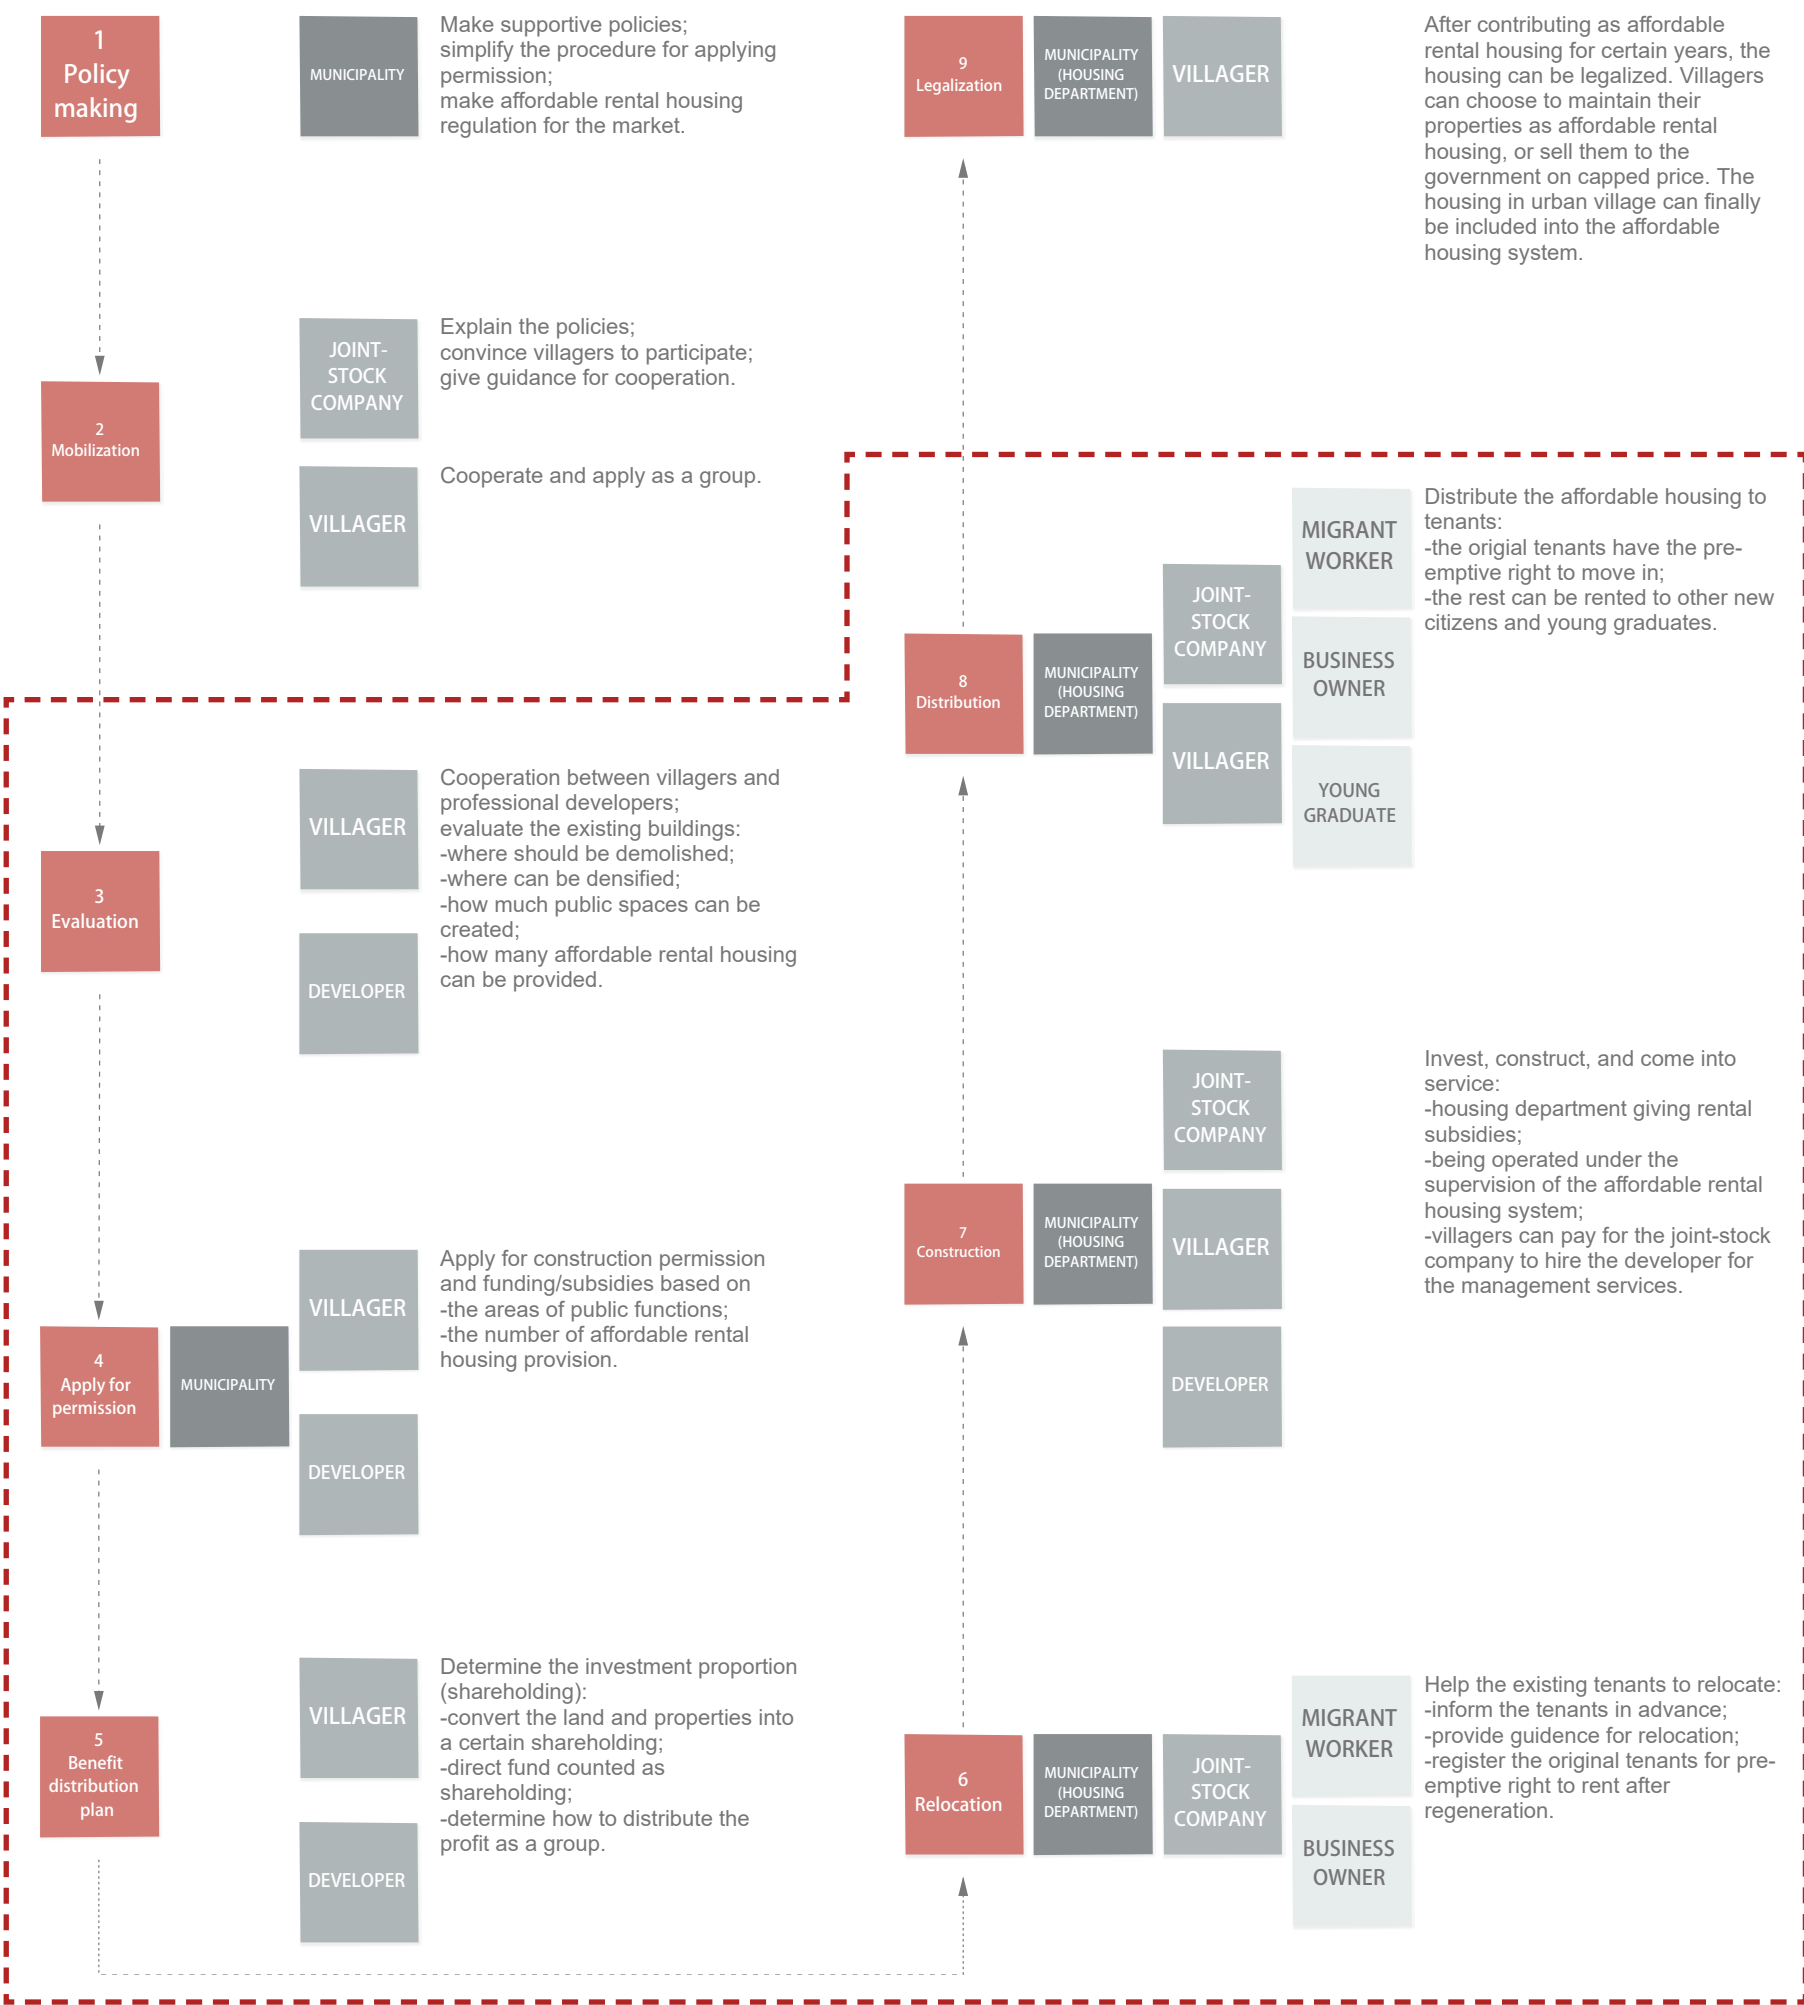 1
Policy
making
MUNICIPALITY
Make supportive policies;
simplify the procedure for applying
permission;
make affordable rental housing
regulation for the market.
2
Mobilization
JOINT-
STOCK
COMPANY
Explain the policies;
convince villagers to participate;
give guidance for cooperation.
VILLAGER
Cooperate and apply as a group.
3
Evaluation
VILLAGER
DEVELOPER
Cooperation between villagers and
professional developers;
evaluate the existing buildings:
-where should be demolished;
-where can be densified;
-how much public spaces can be
created;
-how many affordable rental housing
can be provided.
4
Apply for
permission
MUNICIPALITY
VILLAGER
DEVELOPER
Apply for construction permission
and funding/subsidies based on
-the areas of public functions;
-the number of affordable rental
housing provision.
5
Benefit
distribution
plan
VILLAGER
DEVELOPER
Determine the investment proportion
(shareholding):
-convert the land and properties into
a certain shareholding;
-direct fund counted as
shareholding;
-determine how to distribute the
profit as a group.
6
Relocation
MUNICIPALITY
(HOUSING
DEPARTMENT)
JOINT-
STOCK
COMPANY
MIGRANT
WORKER
BUSINESS
OWNER
Help the existing tenants to relocate:
-inform the tenants in advance;
-provide guidence for relocation;
-register the original tenants for pre-
emptive right to rent after
regeneration.
7
Construction
MUNICIPALITY
(HOUSING
DEPARTMENT)
JOINT-
STOCK
COMPANY
VILLAGER
DEVELOPER
Invest, construct, and come into
service:
-housing department giving rental
subsidies;
-being operated under the
supervision of the affordable rental
housing system;
-villagers can pay for the joint-stock
company to hire the developer for
the management services.
8
Distribution
MUNICIPALITY
(HOUSING
DEPARTMENT)
JOINT-
STOCK
COMPANY
VILLAGER
MIGRANT
WORKER
BUSINESS
OWNER
YOUNG
GRADUATE
Distribute the affordable housing to
tenants:
-the origial tenants have the pre-
emptive right to move in;
-the rest can be rented to other new
citizens and young graduates.
9
Legalization
MUNICIPALITY
(HOUSING
DEPARTMENT)
VILLAGER
After contributing as affordable
rental housing for certain years, the
housing can be legalized. Villagers
can choose to maintain their
properties as affordable rental
housing, or sell them to the
government on capped price. The
housing in urban village can finally
be included into the affordable
housing system.